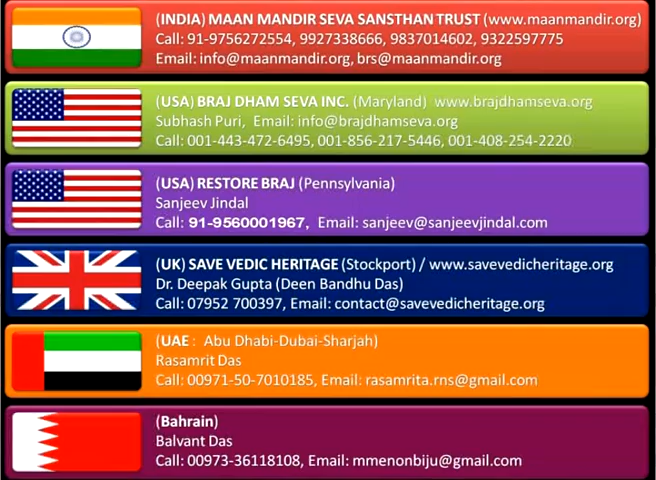 (INDIA) MAAN MANDIR SEVA SANSTHAN TRUST (www.maanmandir.org)
Call: 91-9756272554, 9927338666, 9837014602, 9322597775
Email: info@maanmandir.org, brs@maanmandir.org
(USA) BRAJ DHAM SEVA INC. (Maryland) www.brajdhamseva.org
Subhash Puri, Email: info@brajdhamseva.org
Call: 001-443-472-6495, 001-856-217-5446, 001-408-254-2220
(USA) RESTORE BRAJ (Pennsylvania)
Sanjeev Jindal
Call: 91-9560001967, Email: sanjeev@sanjeevjindal.com
(UK) SAVE VEDIC HERITAGE (Stockport) / www.savevedicheritage.org
Dr. Deepak Gupta (Deen Bandhu Das)
Call: 07952 700397, Email: contact@savevedicheritage.org
(UAE : Abu Dhabi-Dubai-Sharjah)
Rasamrit Das
Call: 00971-50-7010185, Email: rasamrita.rns@gmail.com
(Bahrain)
Balvant Das
Call: 00973-36118108, Email: mmenonbiju@gmail.com